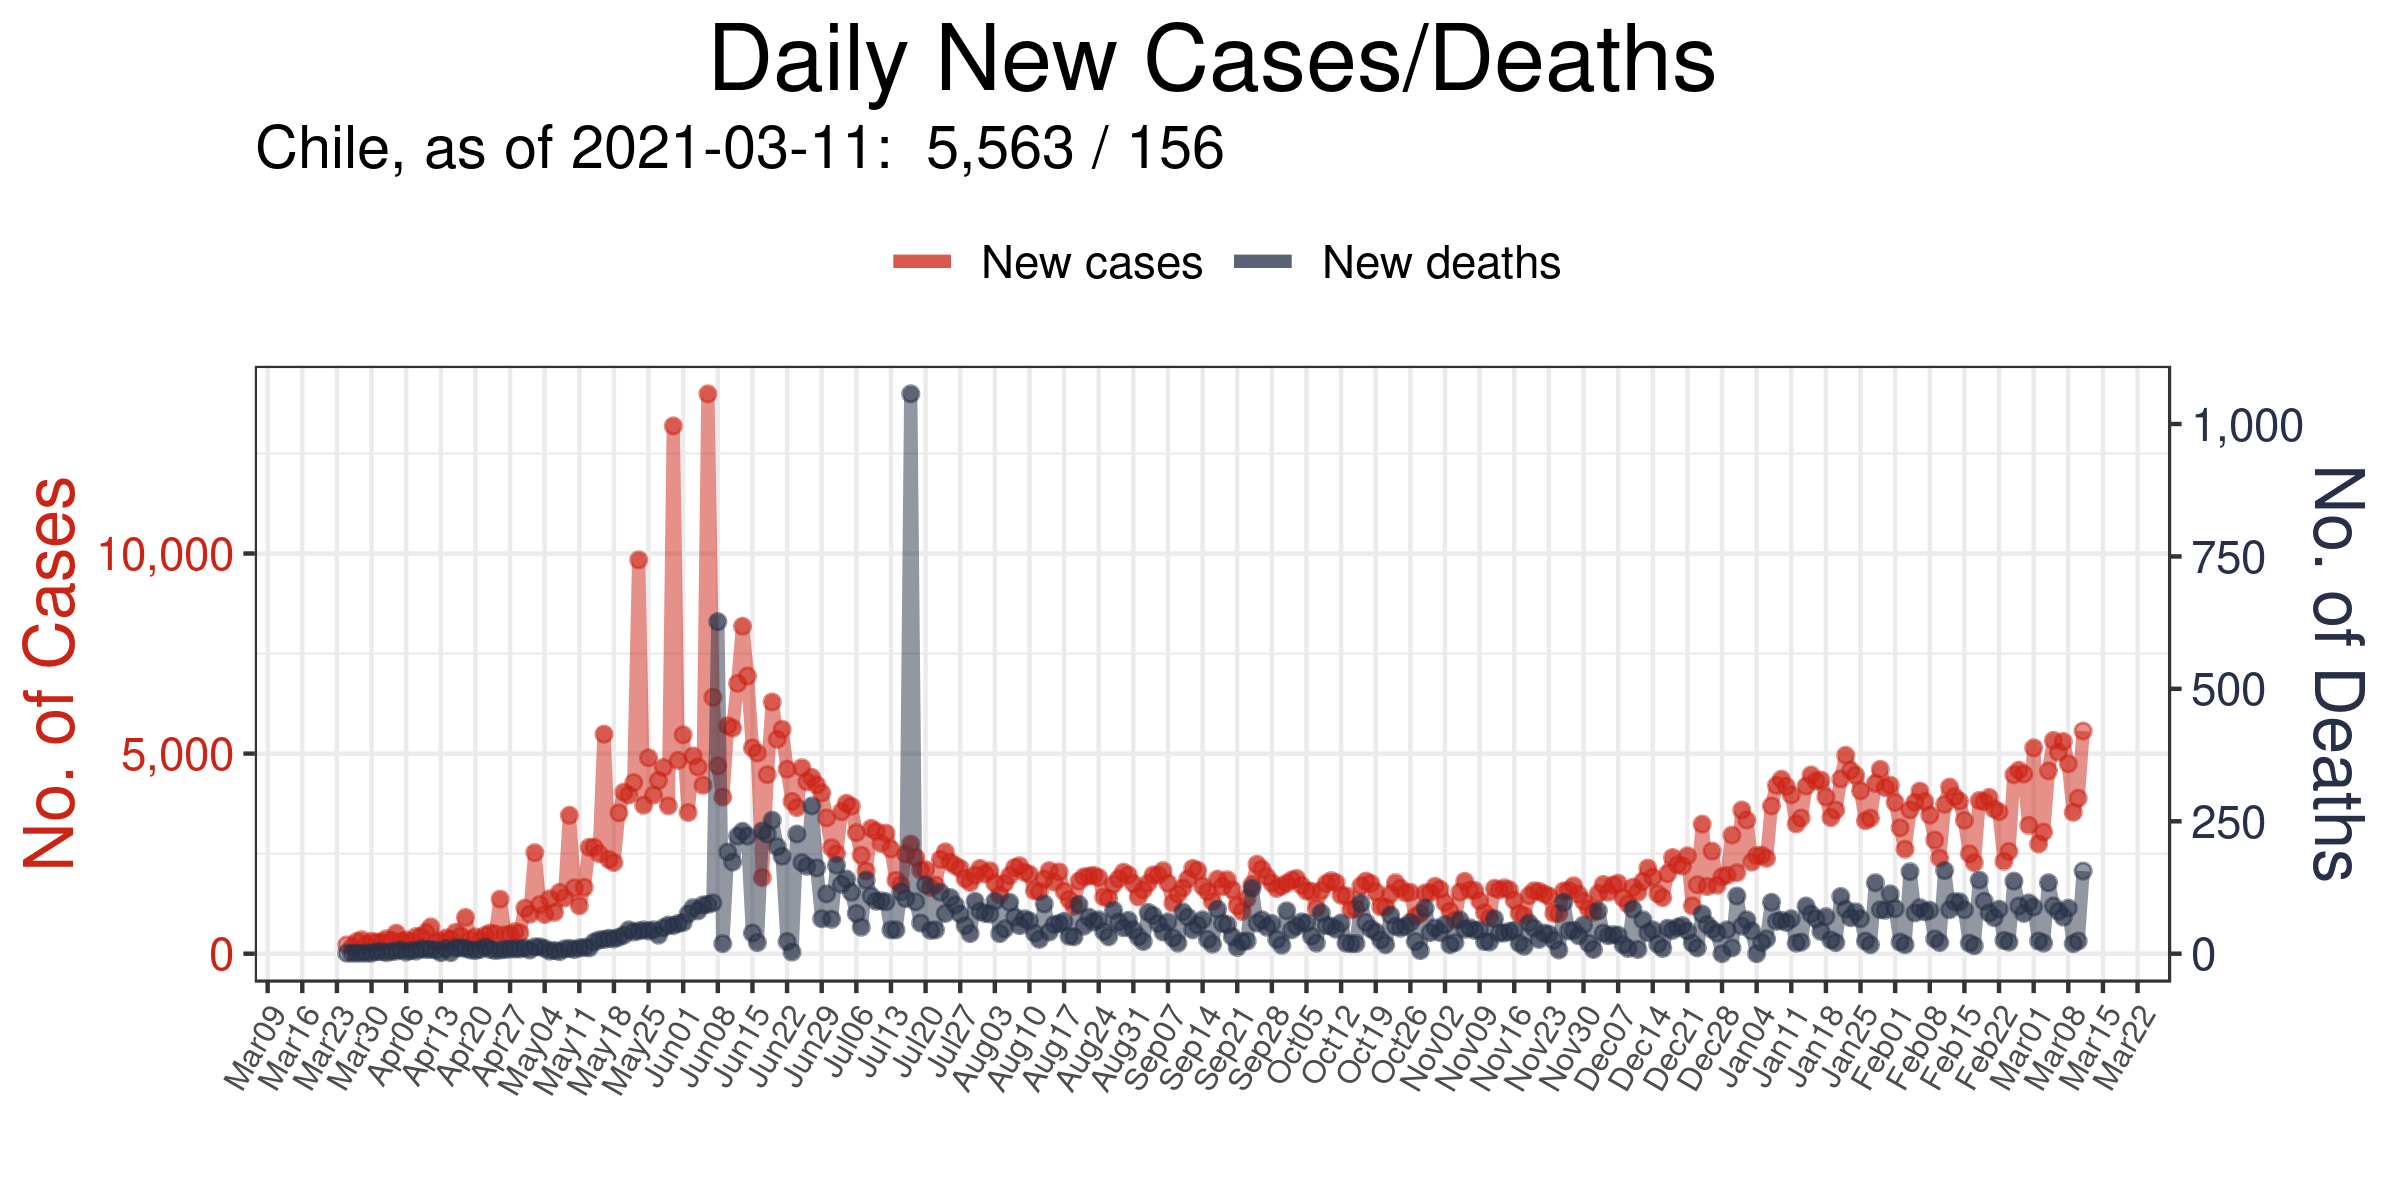 Daily New Cases/Deaths
Chile, as of 2021-03-11:  5,563 / 156
New cases
New deaths
No. of Cases
10,000
5,000
0
1,000
750
500
250
0
No. of Deaths
Mar09
Mar16
Mar23
Mar30
Apr06
Apr13
Apr20
Apr27
May04
May11
May18
May25
Jun01
Jun08
Jun15
Jun22
Jun29
Jul06
Jul13
Jul20
Jul27
Aug03
Aug10
Aug17
Aug24
Aug31
Sep07
Sep14
Sep21
Sep28
Oct05
Oct12
Oct19
Oct26
Nov02
Nov09
Nov16
Nov23
Nov30
Dec07
Dec14
Dec21
Dec28
Jan04
Jan11
Jan18
Jan25
Feb01
Feb08
Feb15
Feb22
Mar01
Mar08
Mar15
Mar22